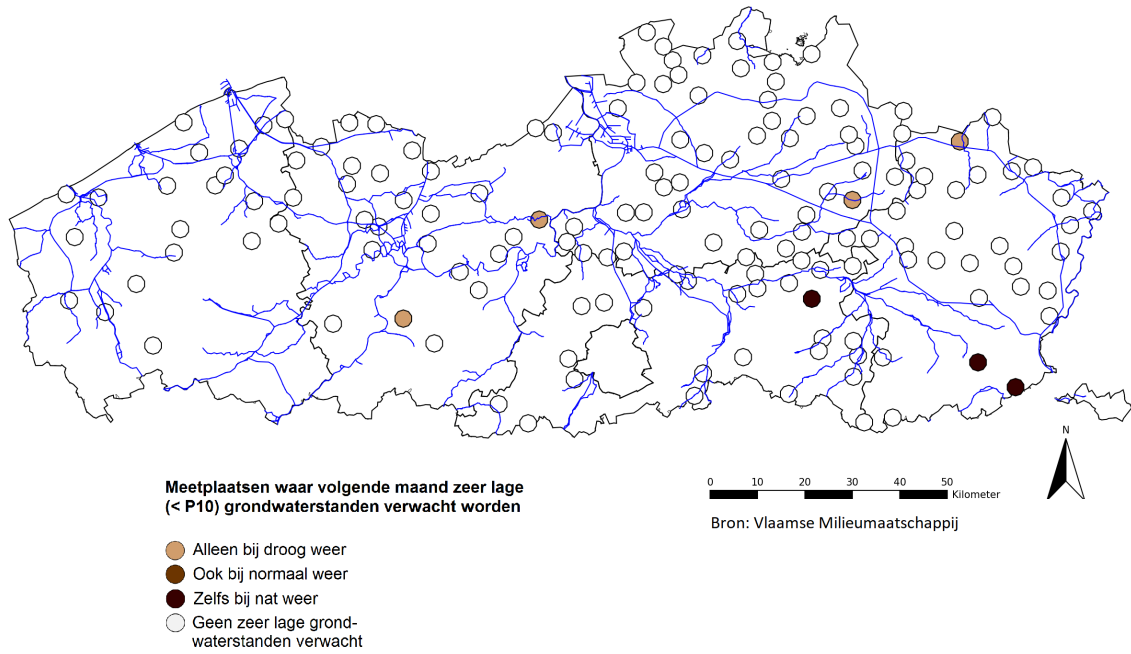 N
Meetplaatsen waar volgende maand zeer lage
(< P10) grondwaterstanden verwacht worden
0 10 20 30 40 50
Kilometer
Bron: Vlaamse Milieumaatschappij
Alleen bij droog weer
Ook bij normaal weer
Zelfs bij nat weer
Geen zeer lage grond-
waterstanden verwacht